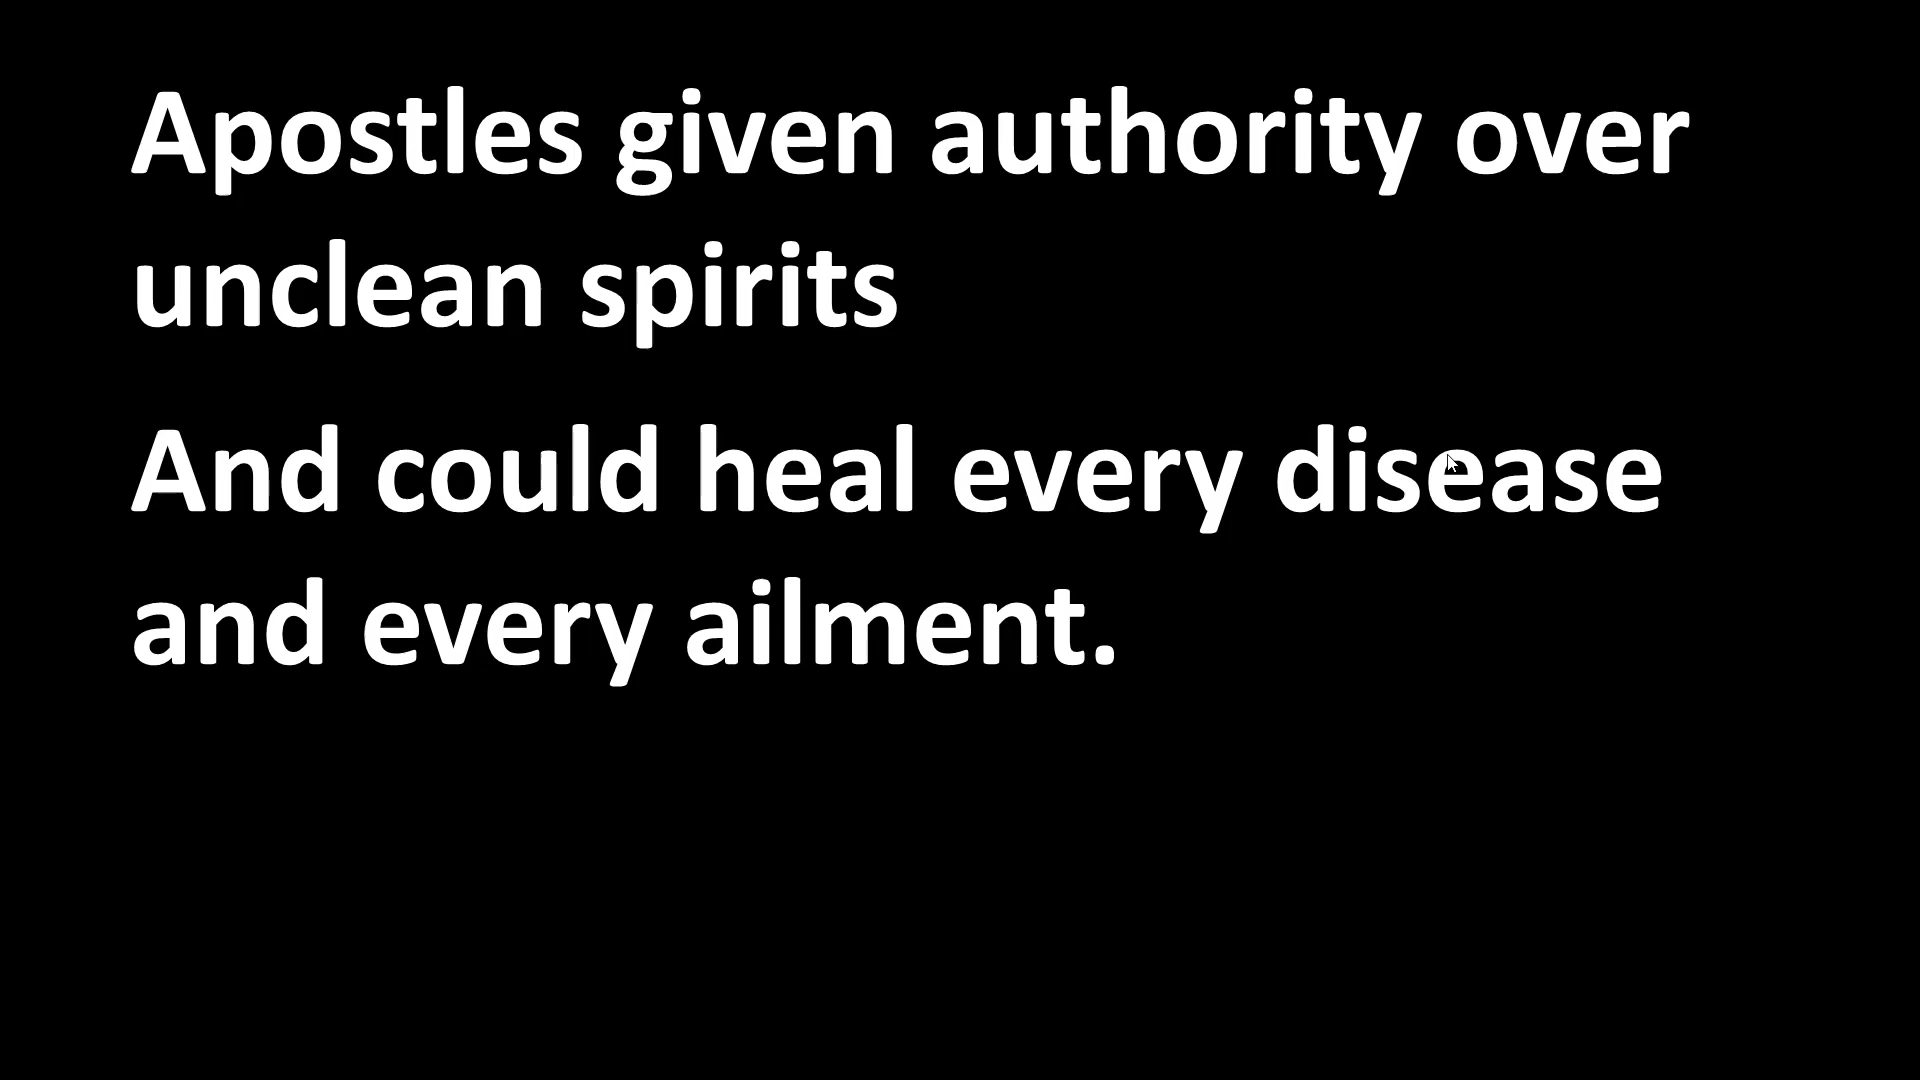 Apostles given authority over
unclean spirits
And could heal every disease
and every ailment.